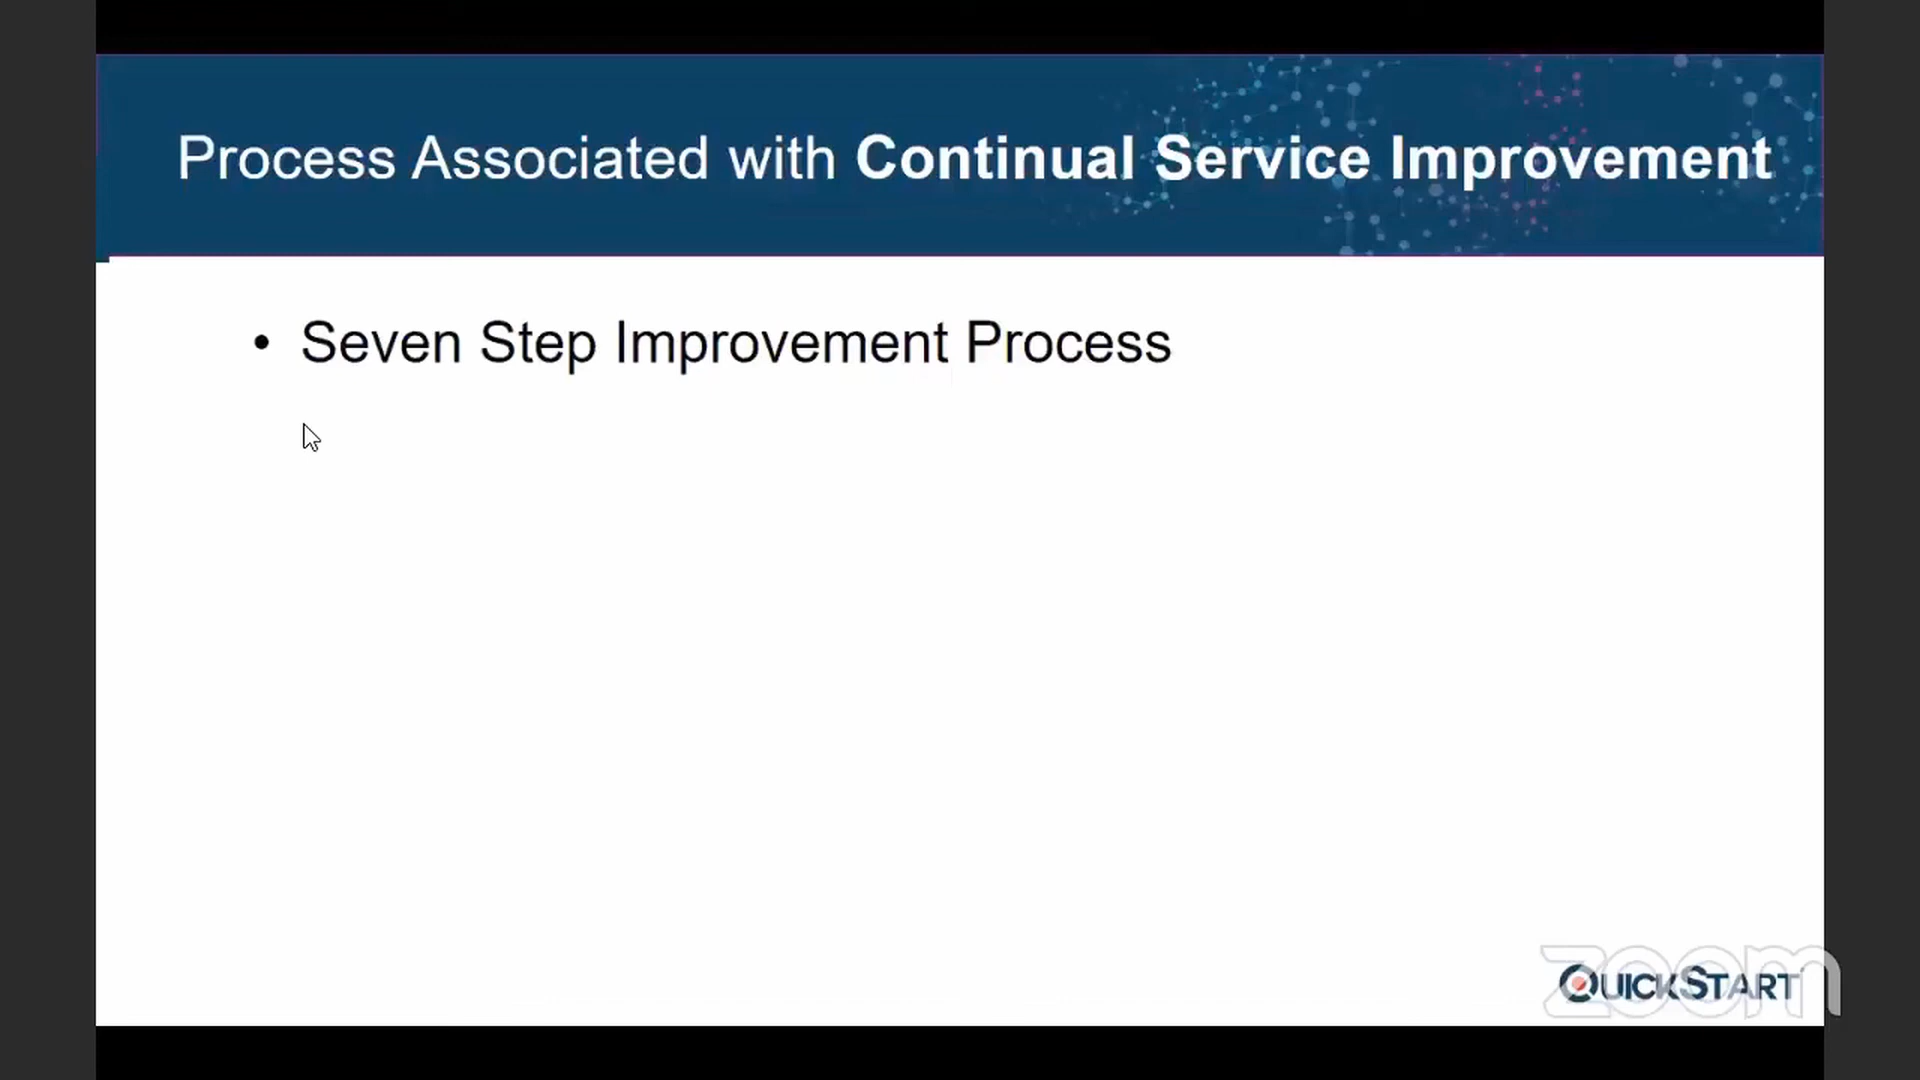 Process Associated with Continual Service Improvement
• Seven Step Improvement Process
QUICKSTART
zoom